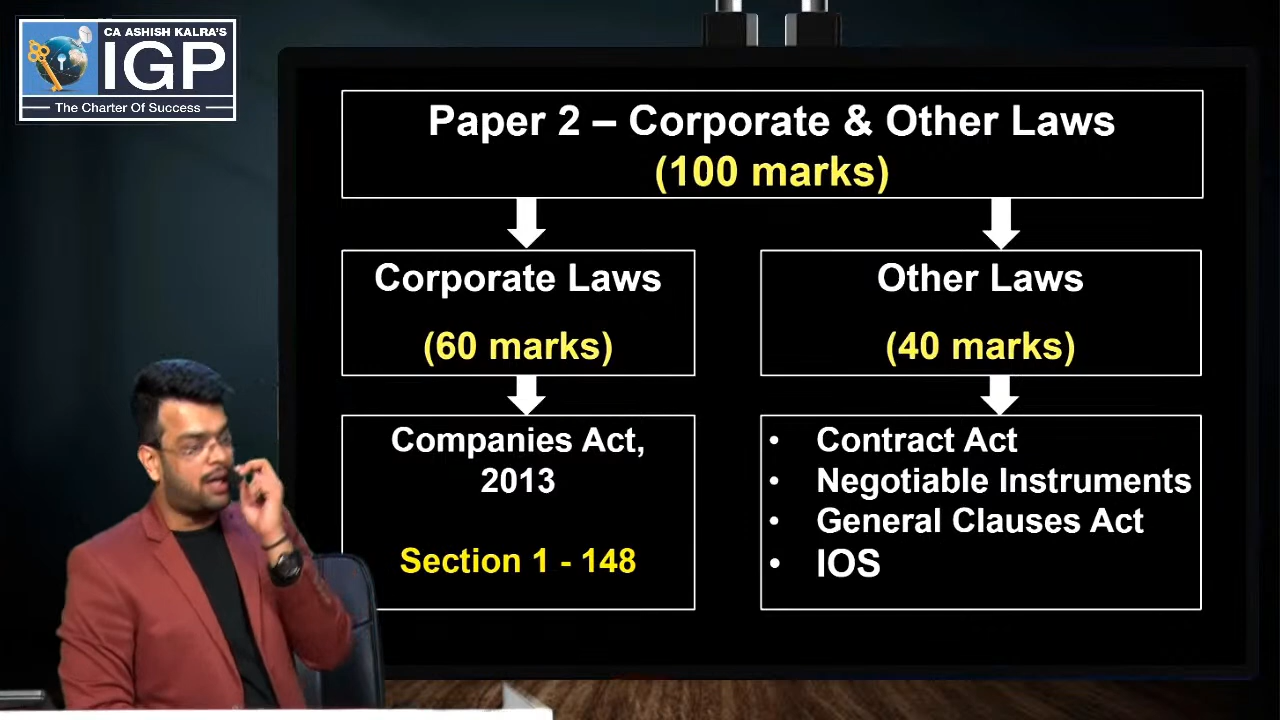 CA ASHISH KALRA'S
IGP
The Charter Of Success
Paper 2 – Corporate & Other Laws
(100 marks)
Corporate Laws
(60 marks)
Other Laws
(40 marks)
Companies Act,
2013
Section 1 - 148
• Contract Act
• Negotiable Instruments
• General Clauses Act
• IOS